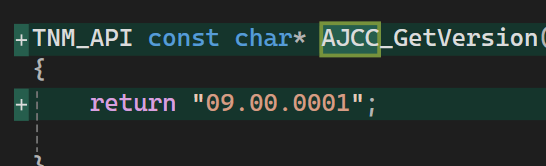 +TNM_API const char* AJCC_GetVersion(
{
+ return "09.00.0001";
}